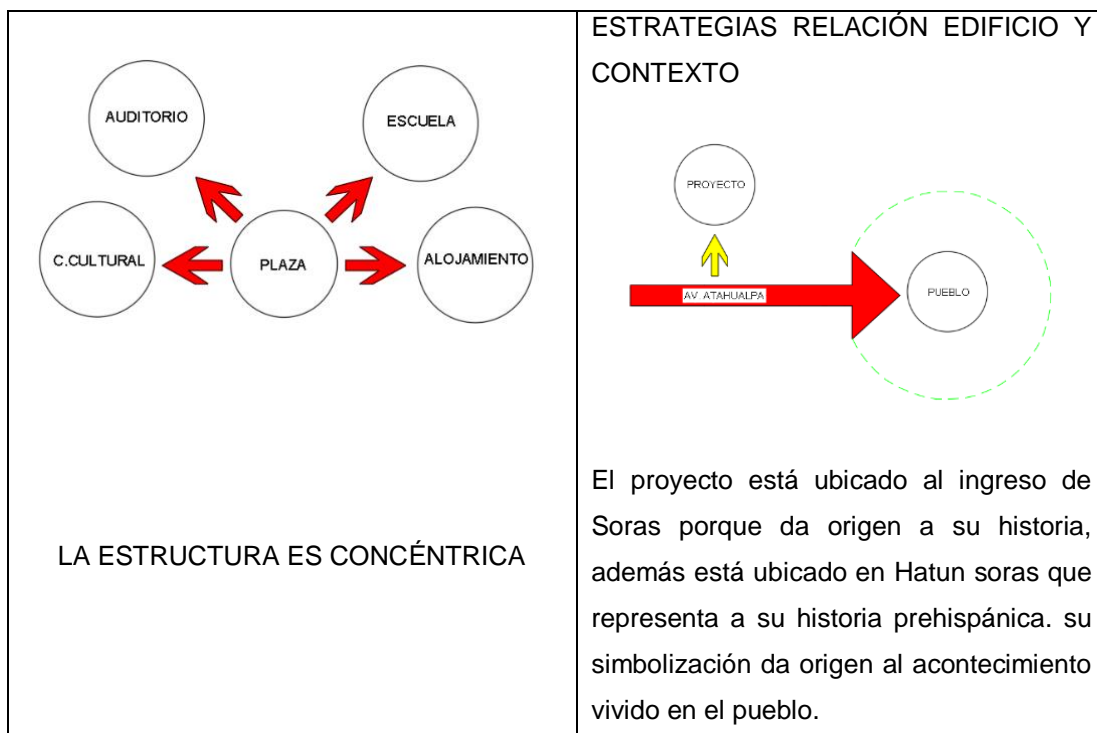 AUDITORIO
ESCUELA
C.CULTURAL
PLAZA
ALOJAMIENTO
LA ESTRUCTURA ES CONCÉNTRICA
ESTRATEGIAS RELACIÓN EDIFICIO Y
CONTEXTO
PROYECTO
AV. ATAHUALPA
PUEBLO
El proyecto está ubicado al ingreso de
Soras porque da origen a su historia,
además está ubicado en Hatun soras que
representa a su historia prehispánica. su
simbolización da origen al acontecimiento
vivido en el pueblo.